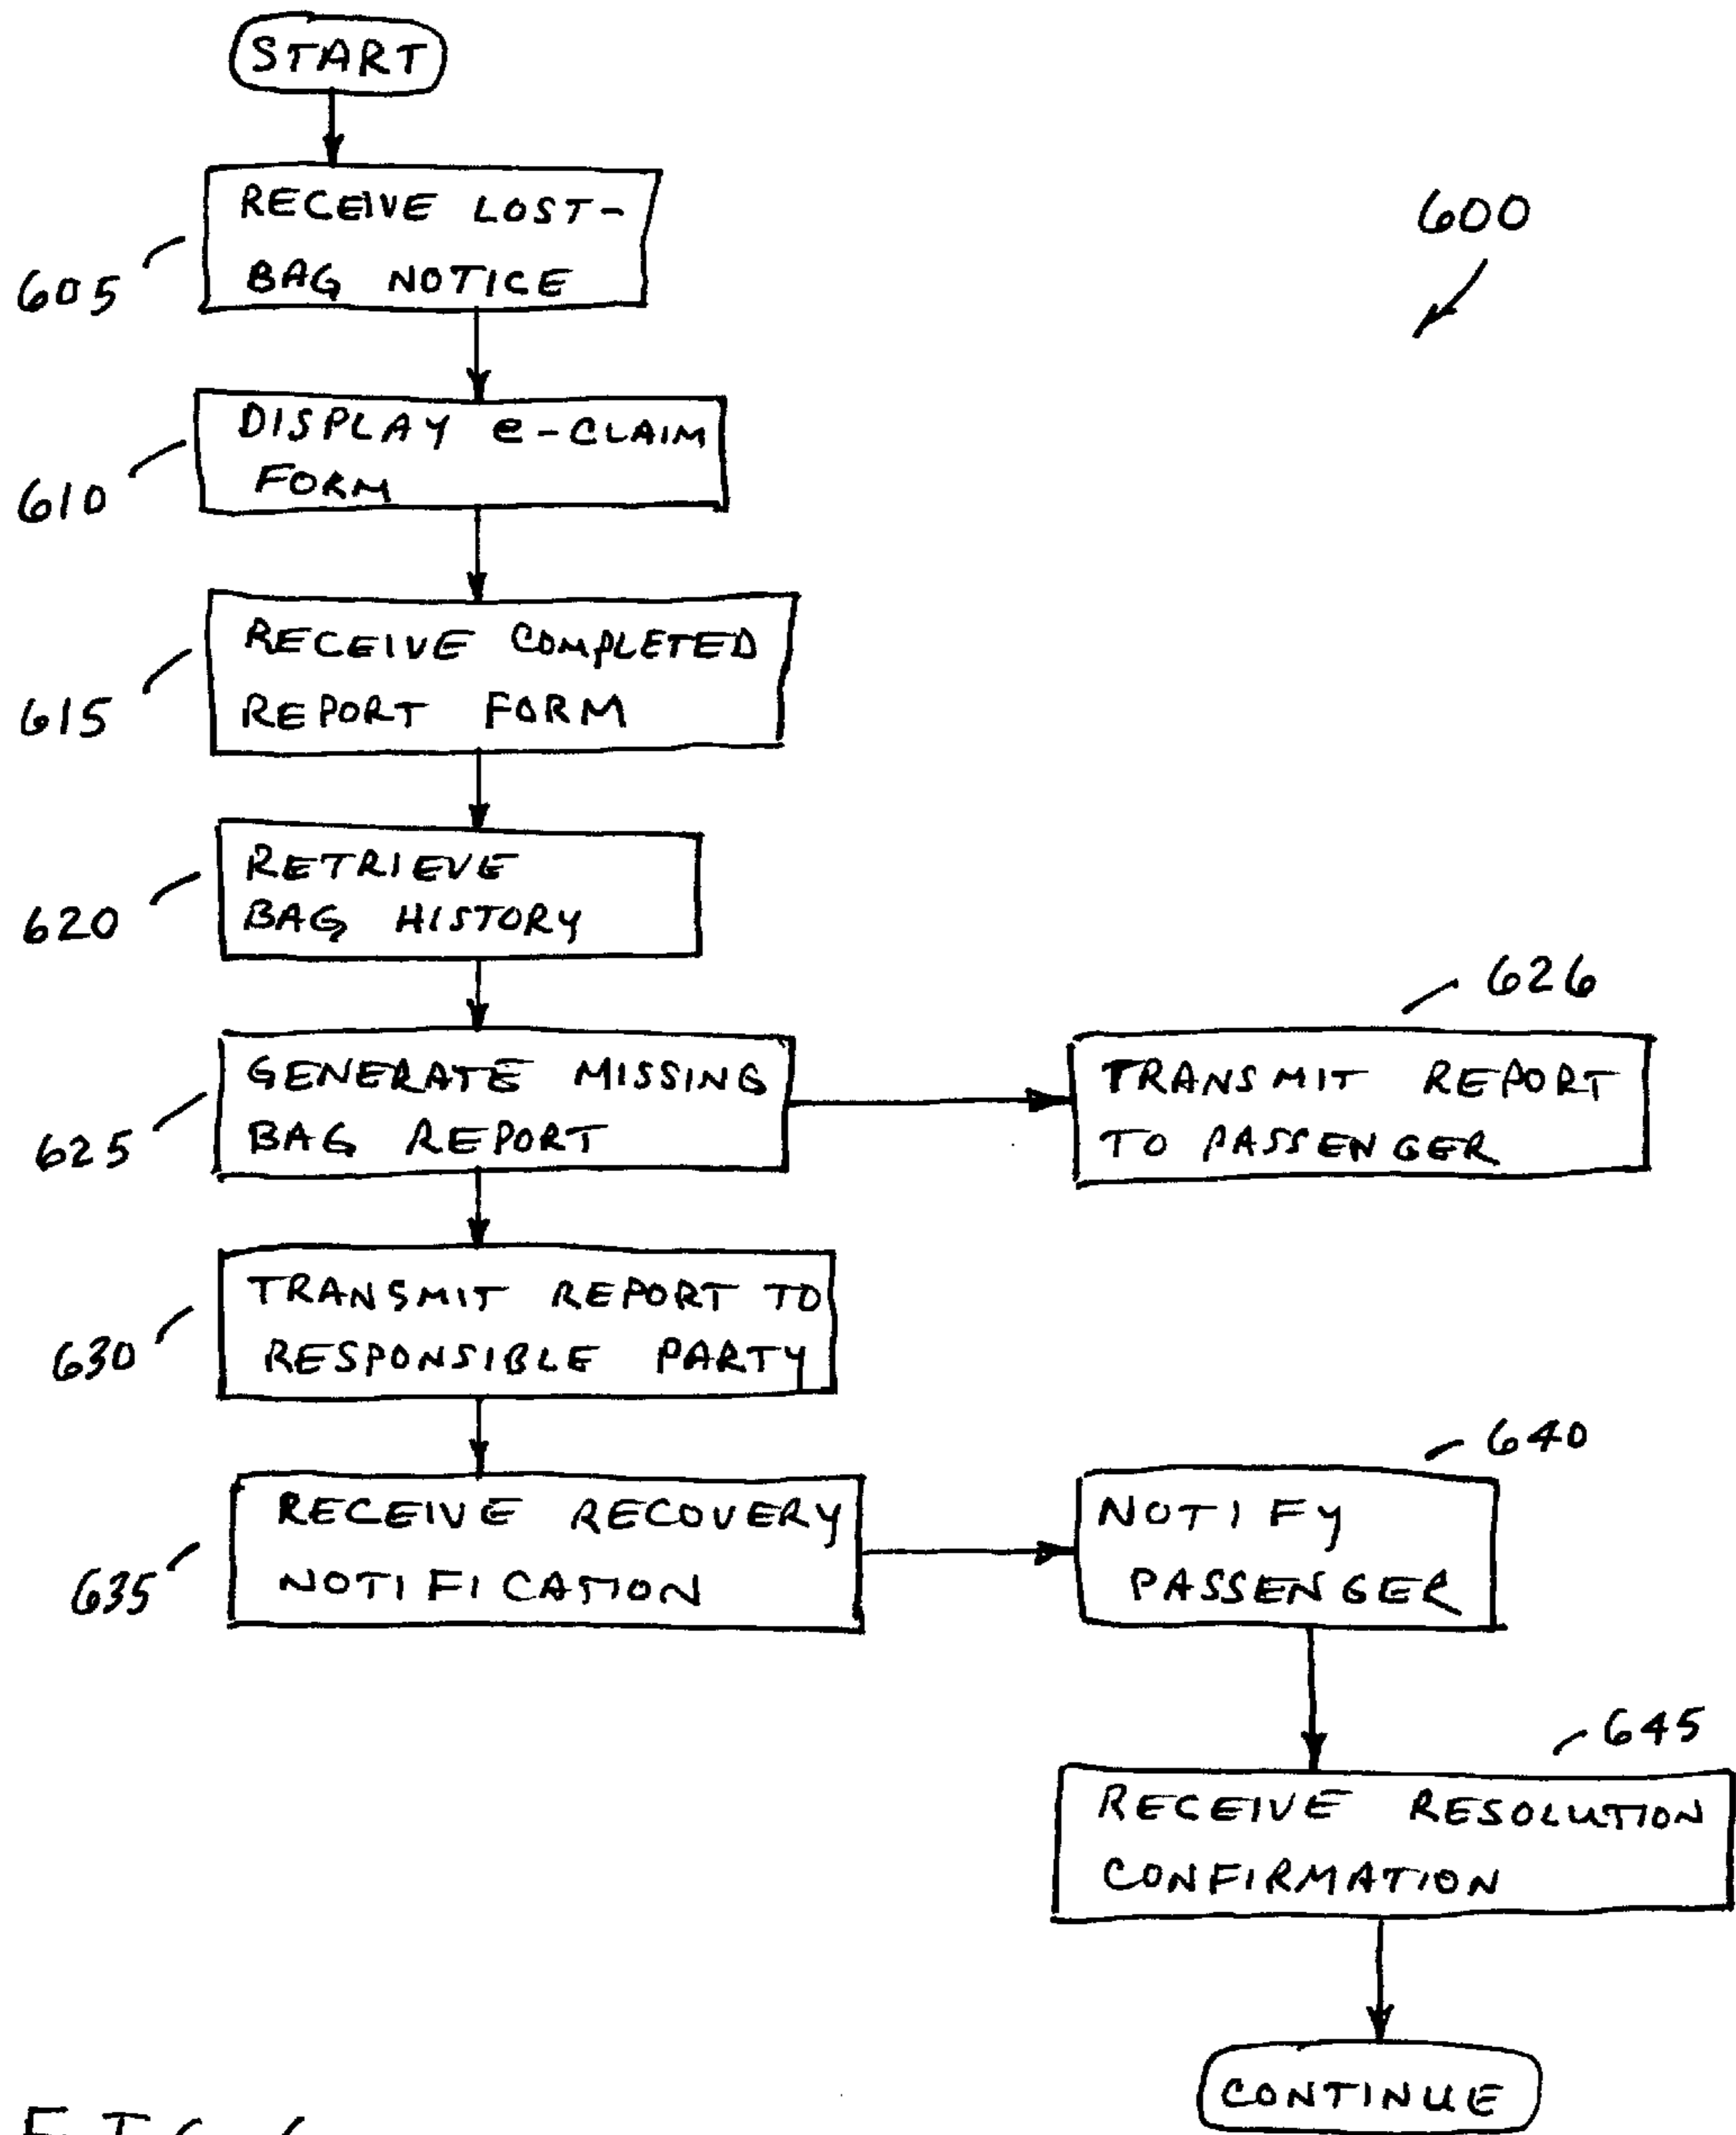 START
RECEIVE LOST-
BAG NOTICE
605
600
DISPLAY e-CLAIM
FORM
610
RECEIVE COMPLETED
REPORT FORM
615
RETRIEVE
BAG HISTORY
620
GENERATE MISSING
BAG REPORT
625
626
TRANSMIT REPORT
TO PASSENGER
TRANSMIT REPORT TO
RESPONSIBLE PARTY
630
RECEIVE RECOVERY
NOTIFICATION
635
640
NOTIFY
PASSENGER
645
RECEIVE RESOLUTION
CONFIRMATION
CONTINUE